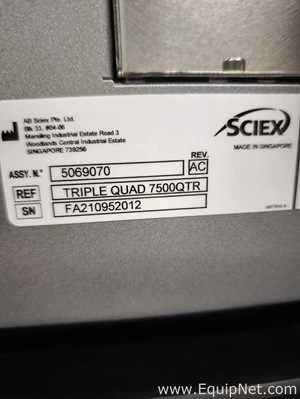 AB Sciex Pte. Ltd.
Blk 33, #04-06
Marsiling Industrial Estate Road 3
Woodlands Central Industrial Estate
SINGAPORE 739256
SCIEX
MADE IN SINGAPORE
REV.
ASSY. N.° 5069070 AC
REF TRIPLE QUAD 7500QTR
SN FA210952012
© www.EquipNet.com